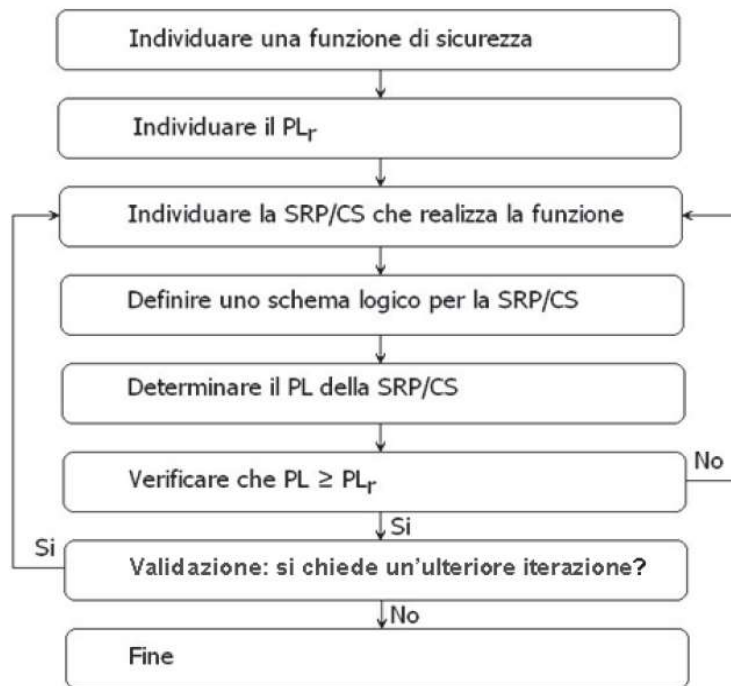 Individuare una funzione di sicurezza
Individuare il PLr
Individuare la SRP/CS che realizza la funzione
Definire uno schema logico per la SRP/CS
Determinare il PL della SRP/CS
Verificare che PL ≥ PLr
No
Si
Si
Validazione: si chiede un'ulteriore iterazione?
No
Fine